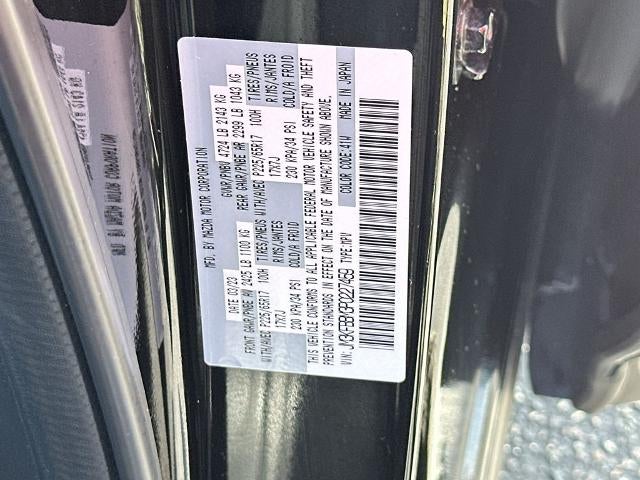 MFD. BY MAZDA MOTOR CORPORATION
DATE 02/23 GVWR/PNBV 4724 LB 2143 KG
FRONT GAWR/PNBE AV 2425 LB 1100 KG REAR GAWR/PNBE AR 2299 LB 1043 KG
WITH/AVEC P225/65R17 100H TIRES/PNEUS WITH/AVEC P225/65R17 100H TIRES/PNEUS
17X7J RIMS/JANTES 17X7J RIMS/JANTES
230 KPA/34 PSI COLD/A FROID 230 KPA/34 PSI COLD/A FROID
THIS VEHICLE CONFORMS TO ALL APPLICABLE FEDERAL MOTOR VEHICLE SAFETY AND THEFT
PREVENTION STANDARDS IN EFFECT ON THE DATE OF MANUFACTURE SHOWN ABOVE.
VIN: JM3KFBBY3P0227459 TYPE:MPV COLOR CODE:41W MADE IN JAPAN